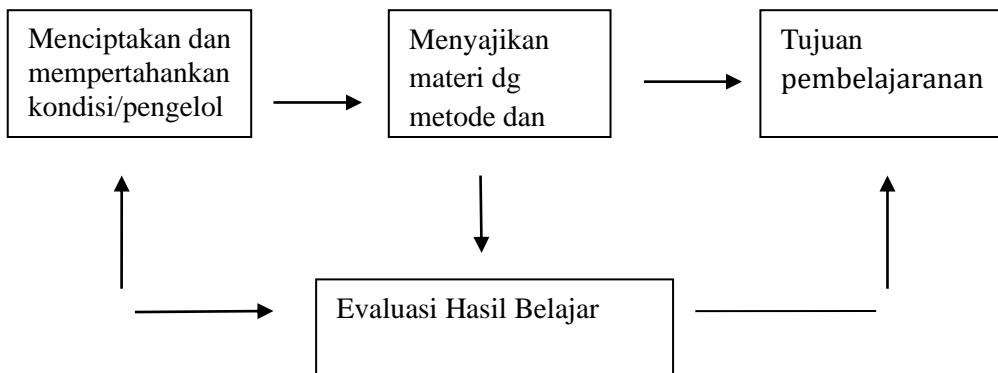 Menciptakan dan
mempertahankan
kondisi/pengelol
Menyajikan
materi dg
metode dan
Tujuan
pembelajaranan
Evaluasi Hasil Belajar